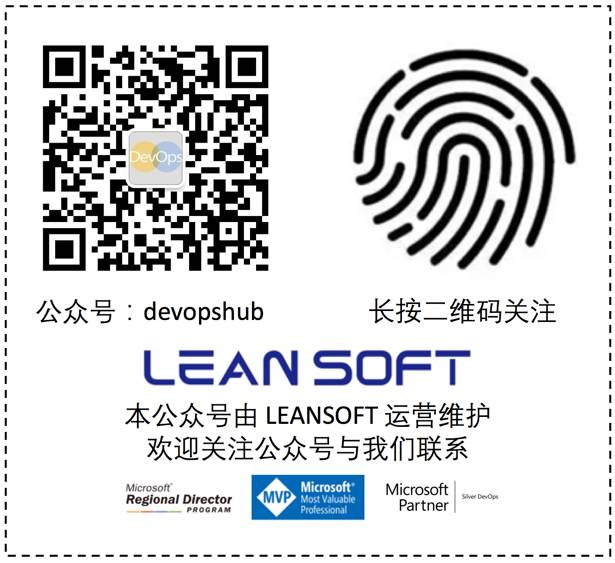 DevOps
公众号：devopshub
长按二维码关注
LEANSOFT
本公众号由 LEANSOFT 运营维护
欢迎关注公众号与我们联系
Microsoft®
Regional Director
PROGRAM
MVP
Microsoft®
Most Valuable
Professional
Microsoft
Partner
Silver DevOps